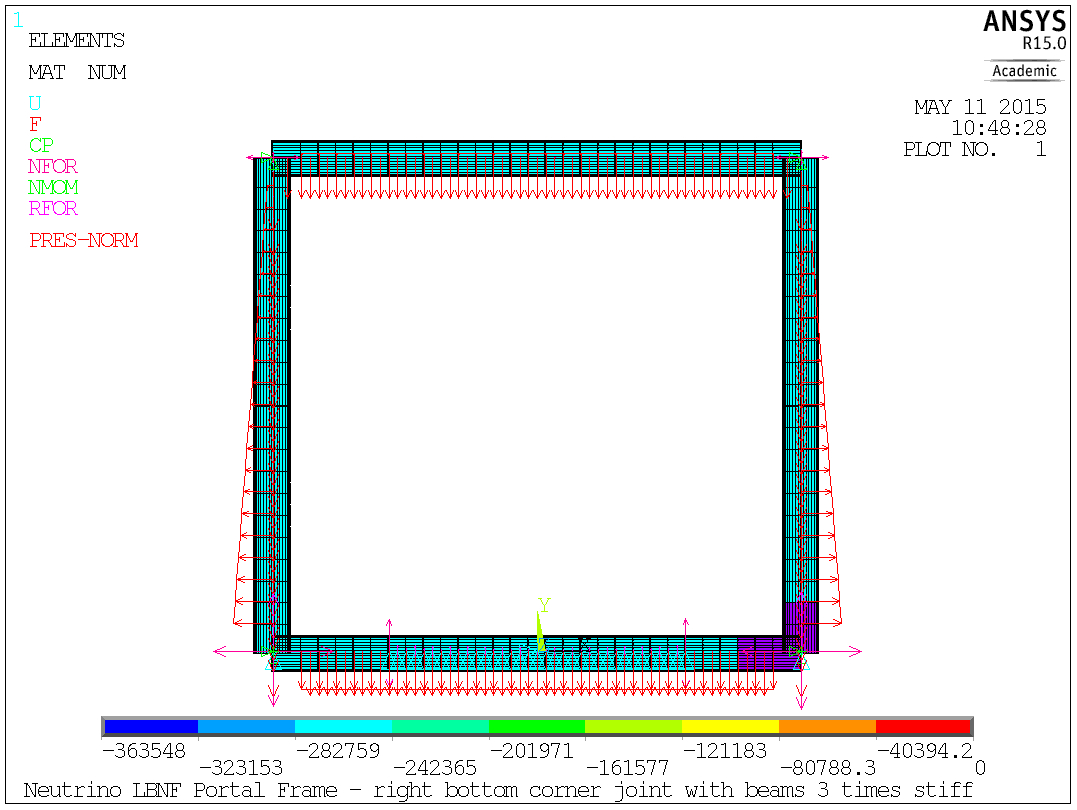 1
ELEMENTS
MAT NUM
U
F
CP
NFOR
NMOM
RFOR
PRES-NORM
ANSYS
R15.0
Academic
MAY 11 2015
10:48:28
PLOT NO. 1
Y
X
-363548 -282759 -201971 -121183 -40394.2
-323153 -242365 -161577 -80788.3 0
Neutrino LBNF Portal Frame - right bottom corner joint with beams 3 times stiff